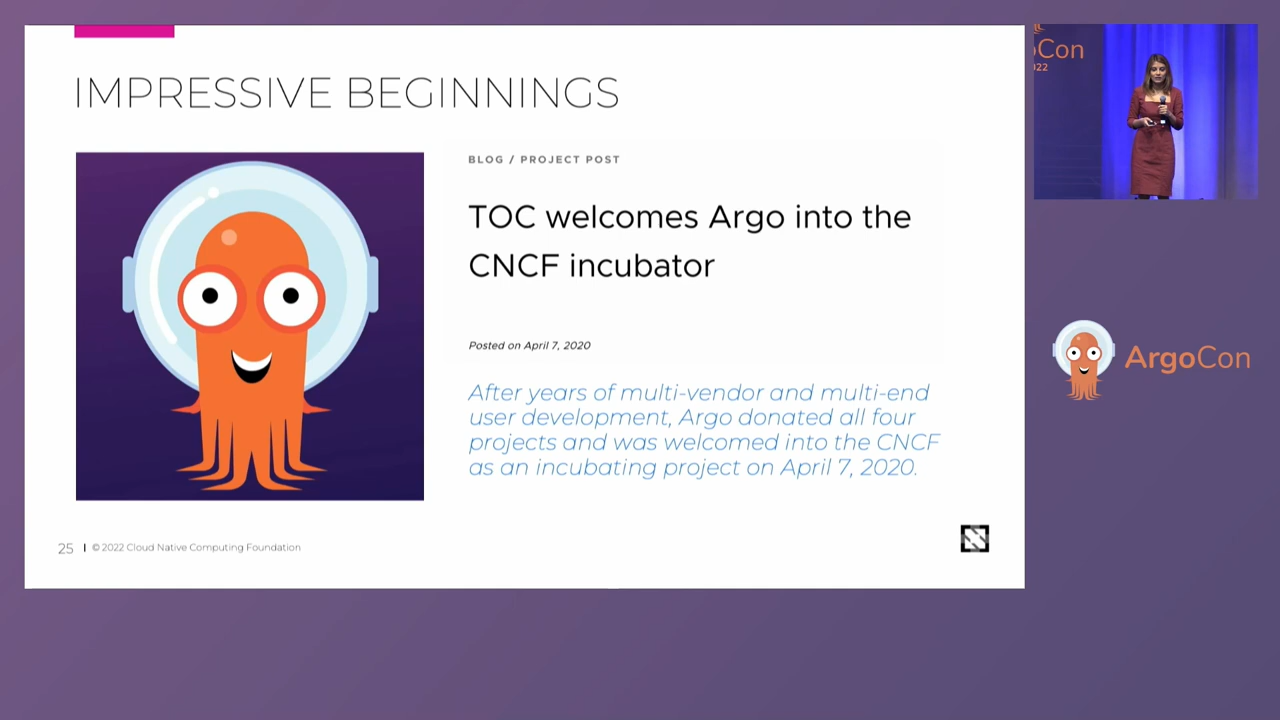 IMPRESSIVE BEGINNINGS
BLOG / PROJECT POST
TOC welcomes Argo into the
CNCF incubator
Posted on April 7, 2020
After years of multi-vendor and multi-end
user development, Argo donated all four
projects and was welcomed into the CNCF
as an incubating project on April 7, 2020.
25 | © 2022 Cloud Native Computing Foundation
oCon
022
ArgoCon